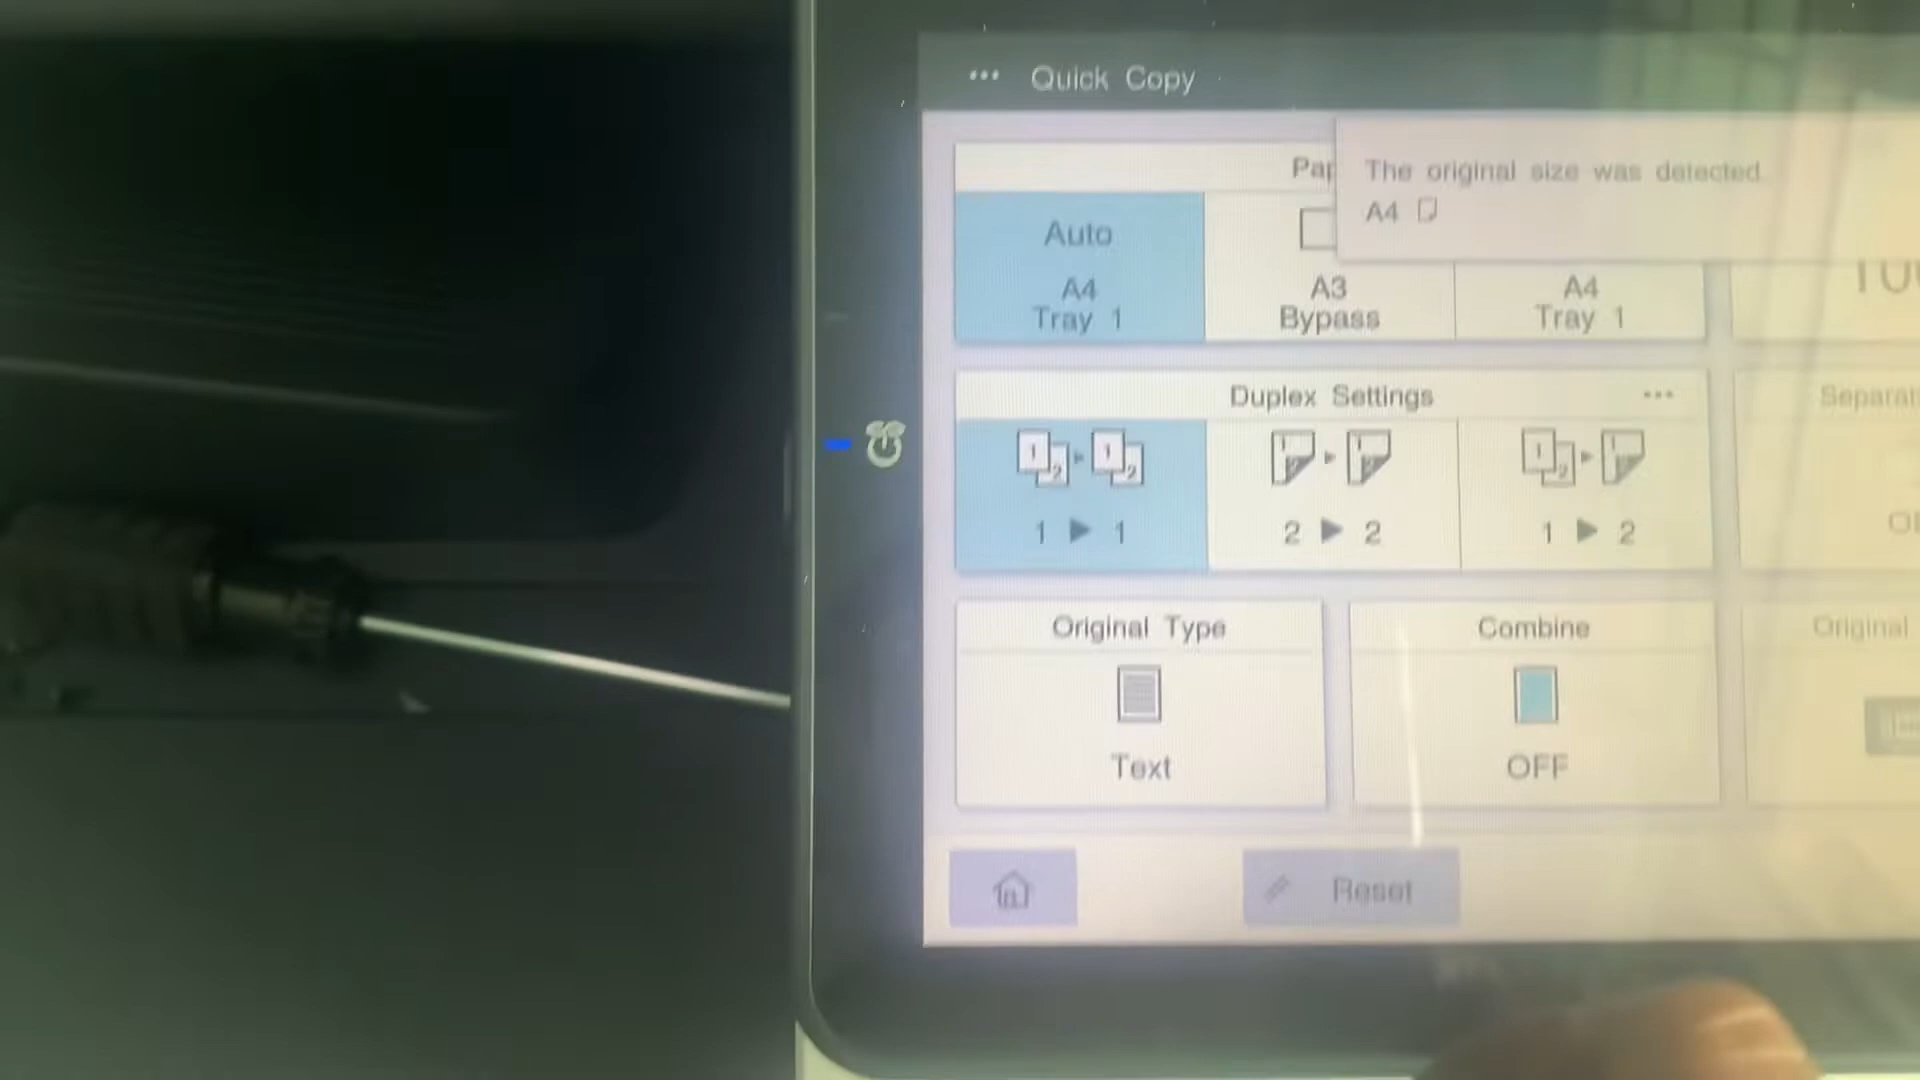 Quick Copy
The original size was detected.
A4
Auto
A4
Tray 1
A3
Bypass
A4
Tray 1
Duplex Settings
1 ▶ 1
2 ▶ 2
1 ▶ 2
Original Type
Text
Combine
OFF
Original
Reset